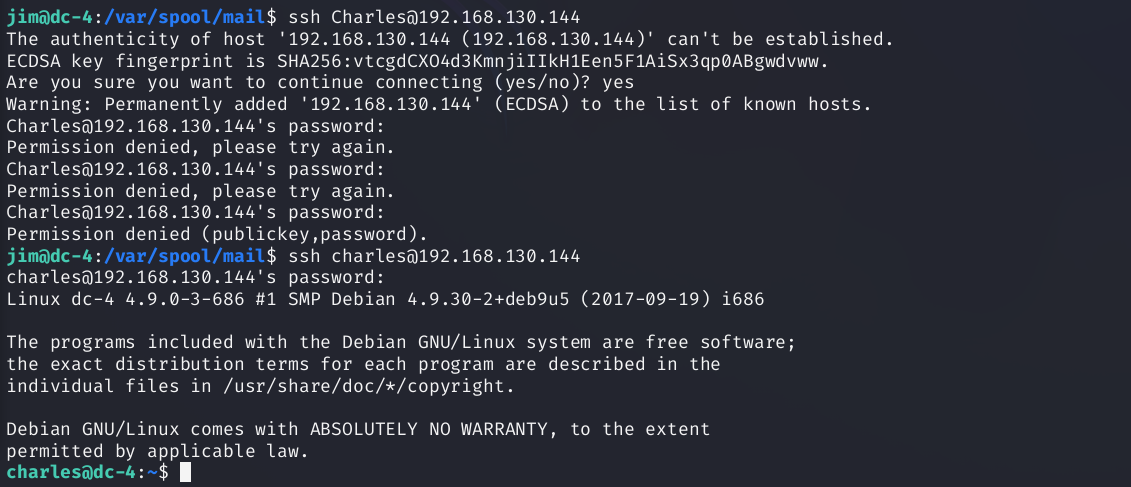 jim@dc-4:/var/spool/mail$ ssh Charles@192.168.130.144
The authenticity of host '192.168.130.144 (192.168.130.144)' can't be established.
ECDSA key fingerprint is SHA256:vtcgdCXO4d3KmnjiIIkH1Een5F1AiSx3qp0ABgwdvww.
Are you sure you want to continue connecting (yes/no)? yes
Warning: Permanently added '192.168.130.144' (ECDSA) to the list of known hosts.
Charles@192.168.130.144's password:
Permission denied, please try again.
Charles@192.168.130.144's password:
Permission denied, please try again.
Charles@192.168.130.144's password:
Permission denied (publickey,password).
jim@dc-4:/var/spool/mail$ ssh charles@192.168.130.144
charles@192.168.130.144's password:
Linux dc-4 4.9.0-3-686 #1 SMP Debian 4.9.30-2+deb9u5 (2017-09-19) i686
The programs included with the Debian GNU/Linux system are free software;
the exact distribution terms for each program are described in the
individual files in /usr/share/doc/*/copyright.
Debian GNU/Linux comes with ABSOLUTELY NO WARRANTY, to the extent
permitted by applicable law.
charles@dc-4:~$